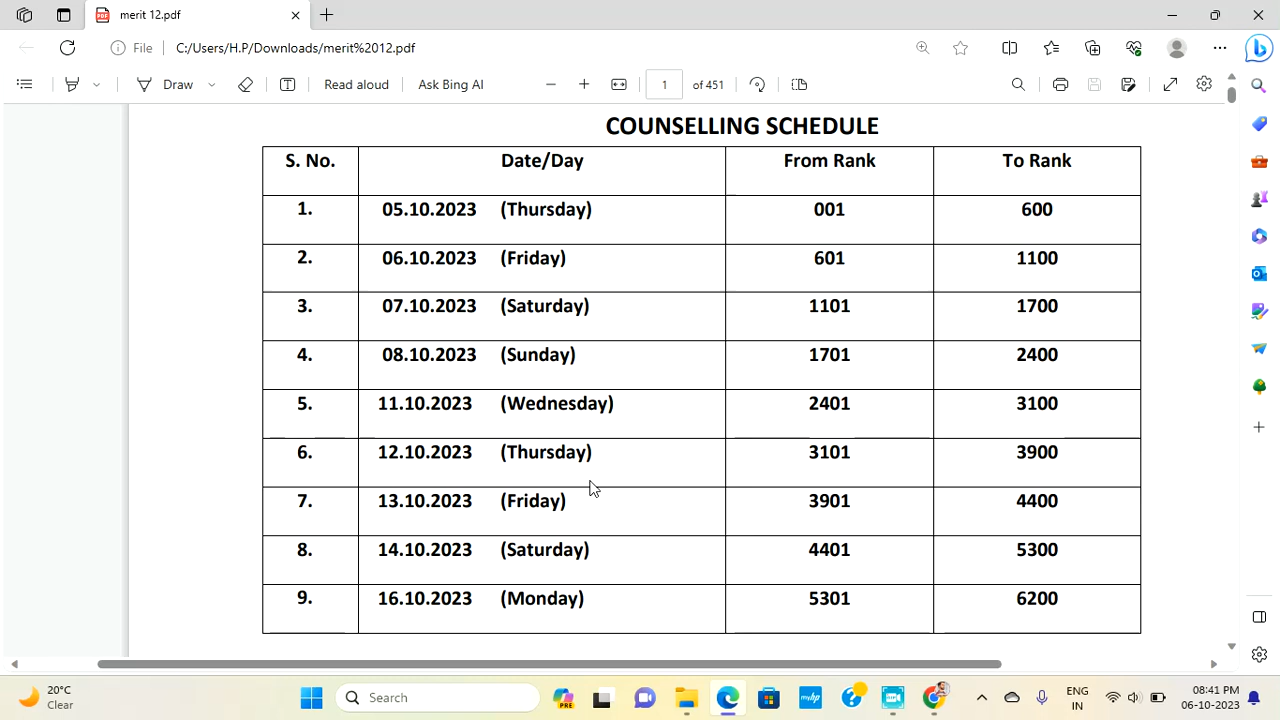 merit 12.pdf
File C:/Users/H.P/Downloads/merit%2012.pdf
Draw Read aloud Ask Bing AI 1 of 451
COUNSELLING SCHEDULE
S. No. Date/Day From Rank To Rank
1. 05.10.2023 (Thursday) 001 600
2. 06.10.2023 (Friday) 601 1100
3. 07.10.2023 (Saturday) 1101 1700
4. 08.10.2023 (Sunday) 1701 2400
5. 11.10.2023 (Wednesday) 2401 3100
6. 12.10.2023 (Thursday) 3101 3900
7. 13.10.2023 (Friday) 3901 4400
8. 14.10.2023 (Saturday) 4401 5300
9. 16.10.2023 (Monday) 5301 6200
20°C
Clear
Search
PRE
myhp
ENG
IN
08:41 PM
06-10-2023